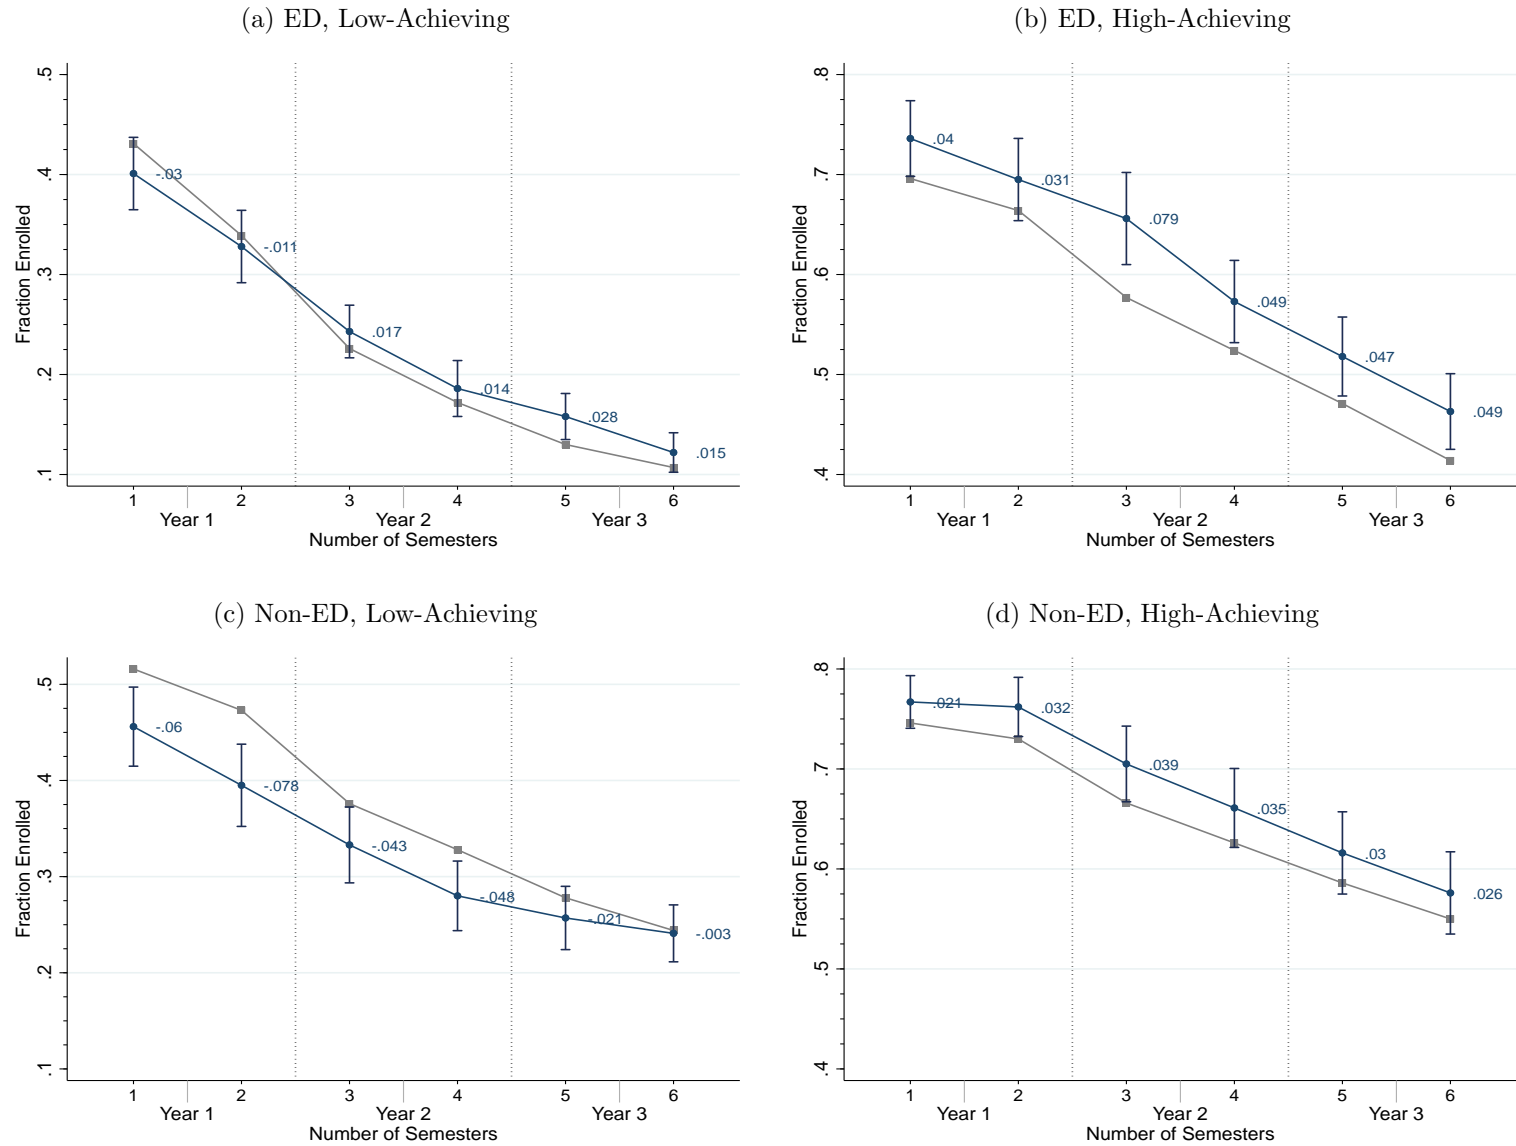 (a) ED, Low-Achieving
Fraction Enrolled
.5
.4
.3
.2
.1
-.03
-.011
.017
.014
.028
.015
1 2 3 4 5 6
Year 1 Year 2 Year 3
Number of Semesters
(b) ED, High-Achieving
Fraction Enrolled
.8
.7
.6
.5
.4
.04
.031
.079
.049
.047
.049
1 2 3 4 5 6
Year 1 Year 2 Year 3
Number of Semesters
(c) Non-ED, Low-Achieving
Fraction Enrolled
.5
.4
.3
.2
.1
-.06
-.078
-.043
-.048
-.021
-.003
1 2 3 4 5 6
Year 1 Year 2 Year 3
Number of Semesters
(d) Non-ED, High-Achieving
Fraction Enrolled
.8
.7
.6
.5
.4
.021
.032
.039
.035
.03
.026
1 2 3 4 5 6
Year 1 Year 2 Year 3
Number of Semesters